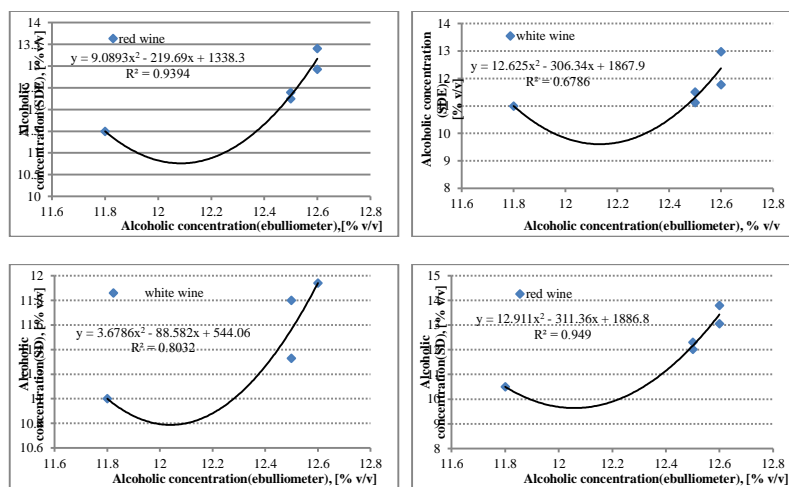 14
13.5
13
12.5
12
11.5
11
10.5
10
red wine
y = 9.0893x² - 219.69x + 1338.3
R² = 0.9394
Alcoholic
concentration(SDE), [% v/v]
11.6 11.8 12 12.2 12.4 12.6 12.8
Alcoholic concentration(ebulliometer),[% v/v]
14
13
12
11
10
9
8
white wine
y = 12.625x² - 306.34x + 1867.9
R² = 0.6786
Alcoholic concentration
(SDE)
[% v/v]
11.6 11.8 12 12.2 12.4 12.6 12.8
Alcoholic concentration(ebulliometer), % v/v
12
11
10.8
10.6
white wine
y = 3.6786x² - 88.582x + 544.06
R² = 0.8032
Alcoholic
concentration(SD), [% v/v]
11.6 11.8 12 12.2 12.4 12.6 12.8
Alcoholic concentration(ebulliometer), [% v/v]
15
14
13
12
11
10
9
8
red wine
y = 12.911x² - 311.36x + 1886.8
R² = 0.949
Alcoholic
concentration(SD), [% v/v]
11.6 11.8 12 12.2 12.4 12.6 12.8
Alcoholic concentration(ebulliometer), [% v/v]